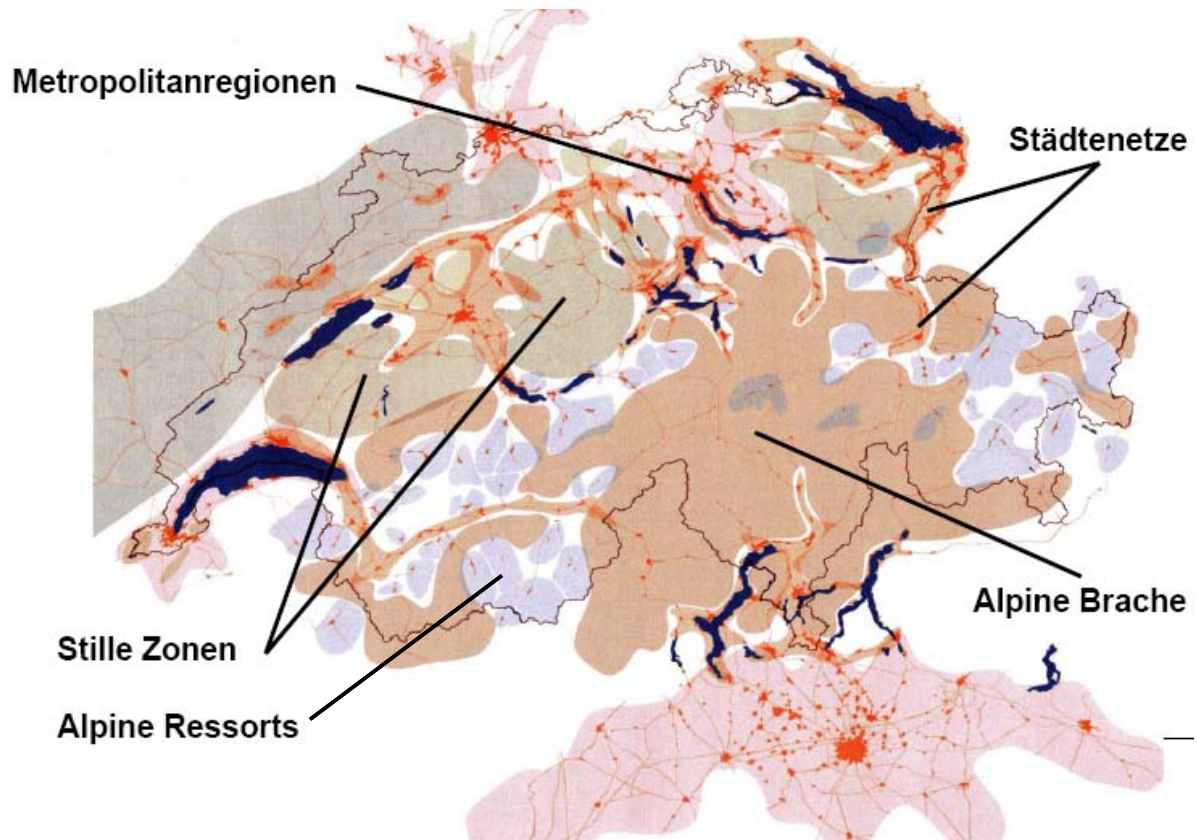 Metropolitanregionen
Städtenetze
Alpine Brache
Stille Zonen
Alpine Ressorts